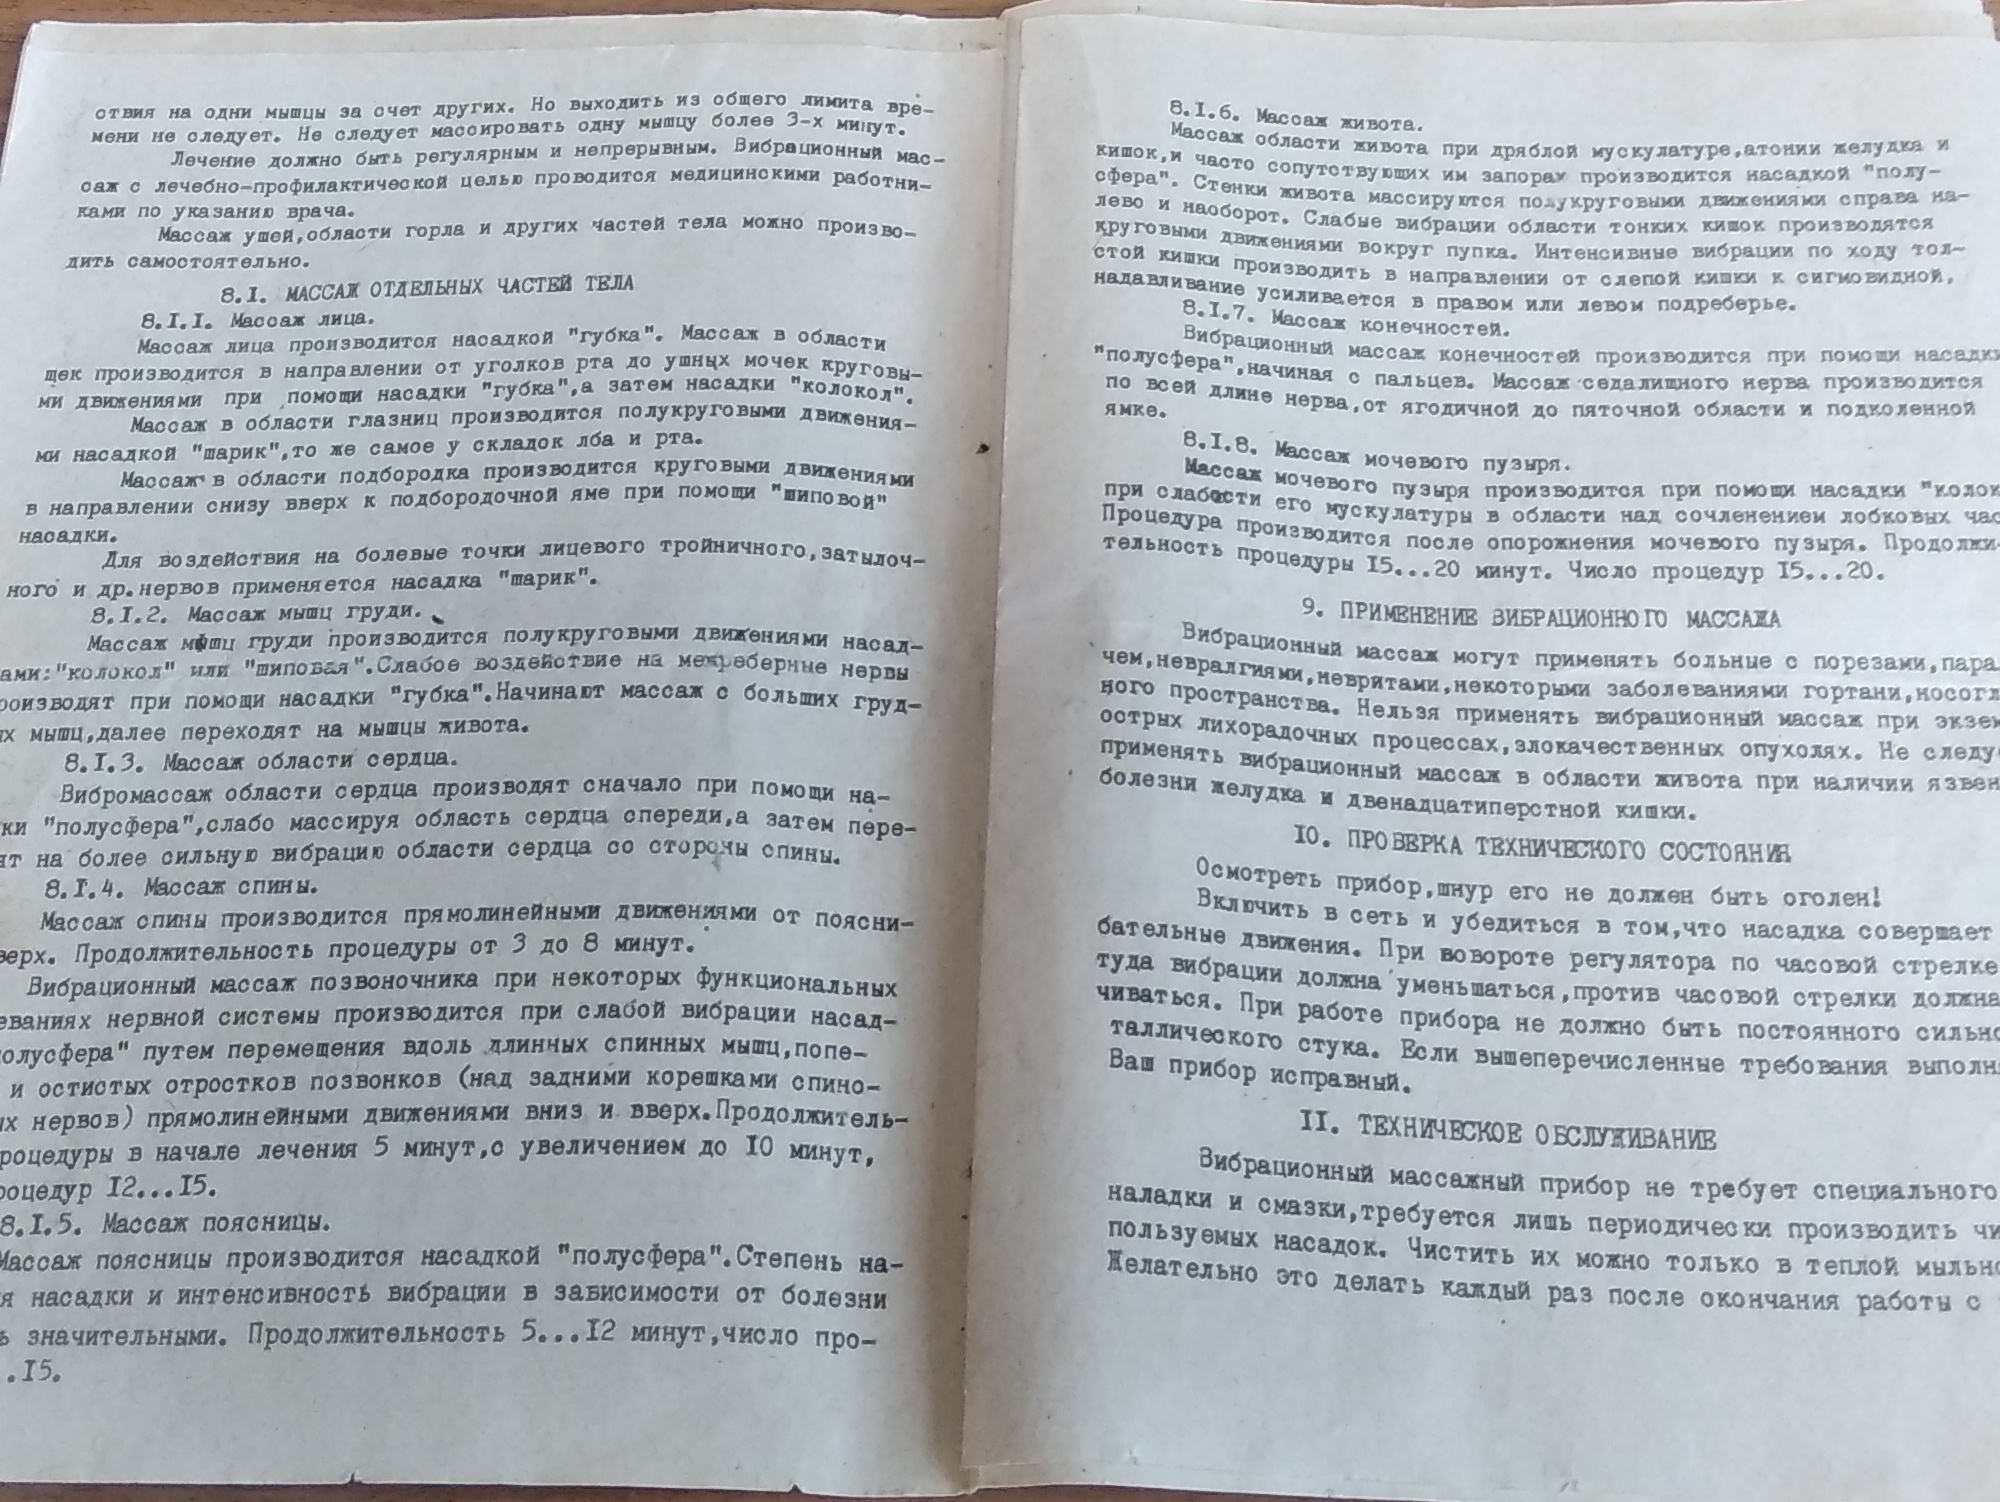 ствия на одни мышцы за счет других. Но выходить из общего лимита вре-
мени не следует. Не следует массировать одну мышцу более 3-х минут.
Лечение должно быть регулярным и непрерывным. Вибрационный мас-
саж с лечебно-профилактической целью проводится медицинскими работни-
ками по указанию врача.
Массаж ушей,области горла и других частей тела можно произво-
дить самостоятельно.
8.I. МАССАЖ ОТДЕЛЬНЫХ ЧАСТЕЙ ТЕЛА
8.I.I. Массаж лица.
Массаж лица производится насадкой "губка". Массаж в области
щек производится в направлении от уголков рта до ушных мочек круговы-
ми движениями при помощи насадки "губка",а затем насадки "колокол".
Массаж в области глазниц производится полукруговыми движения-
ми насадкой "шарик",то же самое у складок лба и рта.
Массаж в области подбородка производится круговыми движениями
в направлении снизу вверх к подбородочной яме при помощи "шиповой"
насадки.
Для воздействия на болевые точки лицевого тройничного,затылоч-
ного и др.нервов применяется насадка "шарик".
8.I.2. Массаж мышц груди.
Массаж мышц груди производится полукруговыми движениями насад-
ами:"колокол" или "шиповая".Слабое воздействие на межреберные нервы
роизводят при помощи насадки "губка".Начинают массаж с больших груд-
ых мышц,далее переходят на мышцы живота.
8.I.3. Массаж области сердца.
Вибромассаж области сердца производят сначало при помощи на-
ки "полусфера",слабо массируя область сердца спереди,а затем пере-
ят на более сильную вибрацию области сердца со стороны спины.
8.I.4. Массаж спины.
Массаж спины производится прямолинейными движениями от поясни-
верх. Продолжительность процедуры от 3 до 8 минут.
Вибрационный массаж позвоночника при некоторых функциональных
еваниях нервной системы производится при слабой вибрации насад-
олусфера" путем перемещения вдоль длинных спинных мышц,попе-
и остистых отростков позвонков (над задними корешками спино-
ых нервов) прямолинейными движениями вниз и вверх.Продолжитель-
роцедуры в начале лечения 5 минут,с увеличением до I0 минут,
роцедур I2...I5.
8.I.5. Массаж поясницы.
Массаж поясницы производится насадкой "полусфера".Степень на-
я насадки и интенсивность вибрации в зависимости от болезни
ь значительными. Продолжительность 5...I2 минут,число про-
.I5.
8.I.6. Массаж живота.
Массаж области живота при дряблой мускулатуре,атонии желудка и
кишок,и часто сопутствующих им запорах производится насадкой "полу-
сфера". Стенки живота массируются полукруговыми движениями справа на-
лево и наоборот. Слабые вибрации области тонких кишок производятся
круговыми движениями вокруг пупка. Интенсивные вибрации по ходу тол-
стой кишки производить в направлении от слепой кишки к сигмовидной,
надавливание усиливается в правом или левом подреберье.
8.I.7. Массаж конечностей.
Вибрационный массаж конечностей производится при помощи насадки
"полусфера",начиная с пальцев. Массаж седалищного нерва производится
по всей длине нерва,от ягодичной до пяточной области и подколенной
ямке.
8.I.8. Массаж мочевого пузыря.
Массаж мочевого пузыря производится при помощи насадки "колок
при слабости его мускулатуры в области над сочленением лобковых час
Процедура производится после опорожнения мочевого пузыря. Продолжи-
тельность процедуры I5...20 минут. Число процедур I5...20.
9. ПРИМЕНЕНИЕ ВИБРАЦИОННОГО МАССАЖА
Вибрационный массаж могут применять больные с порезами,пара
чем,невралгиями,невритами,некоторыми заболеваниями гортани,носогл
ного пространства. Нельзя применять вибрационный массаж при экзем
острых лихорадочных процессах,злокачественных опухолях. Не следу
применять вибрационный массаж в области живота при наличии язвен
болезни желудка и двенадцатиперстной кишки.
I0. ПРОВЕРКА ТЕХНИЧЕСКОГО СОСТОЯНИЯ
Осмотреть прибор,шнур его не должен быть оголен!
Включить в сеть и убедиться в том,что насадка совершает
бательные движения. При вовороте регулятора по часовой стрелке
туда вибрации должна уменьшаться,против часовой стрелки должна
чиваться. При работе прибора не должно быть постоянного сильно
таллического стука. Если вышеперечисленные требования выполн
Ваш прибор исправный.
II. ТЕХНИЧЕСКОЕ ОБСЛУЖИВАНИЕ
Вибрационный массажный прибор не требует специального
наладки и смазки,требуется лишь периодически производить чи
пользуемых насадок. Чистить их можно только в теплой мыльно
Желательно это делать каждый раз после окончания работы с